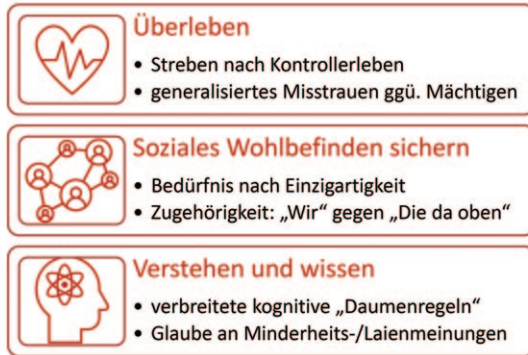 Überleben
• Streben nach Kontrollerleben
• generalisiertes Misstrauen ggü. Mächtigen
Soziales Wohlbefinden sichern
• Bedürfnis nach Einzigartigkeit
• Zugehörigkeit: „Wir“ gegen „Die da oben“
Verstehen und wissen
• verbreitete kognitive „Daumenregeln“
• Glaube an Minderheits-/Laienmeinungen